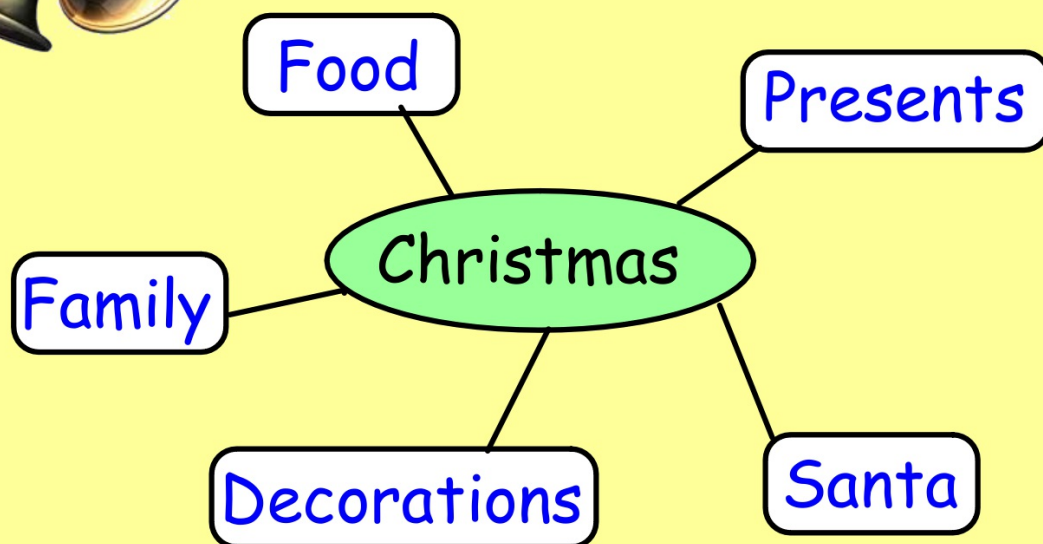 Food
Presents
Christmas
Family
Decorations
Santa